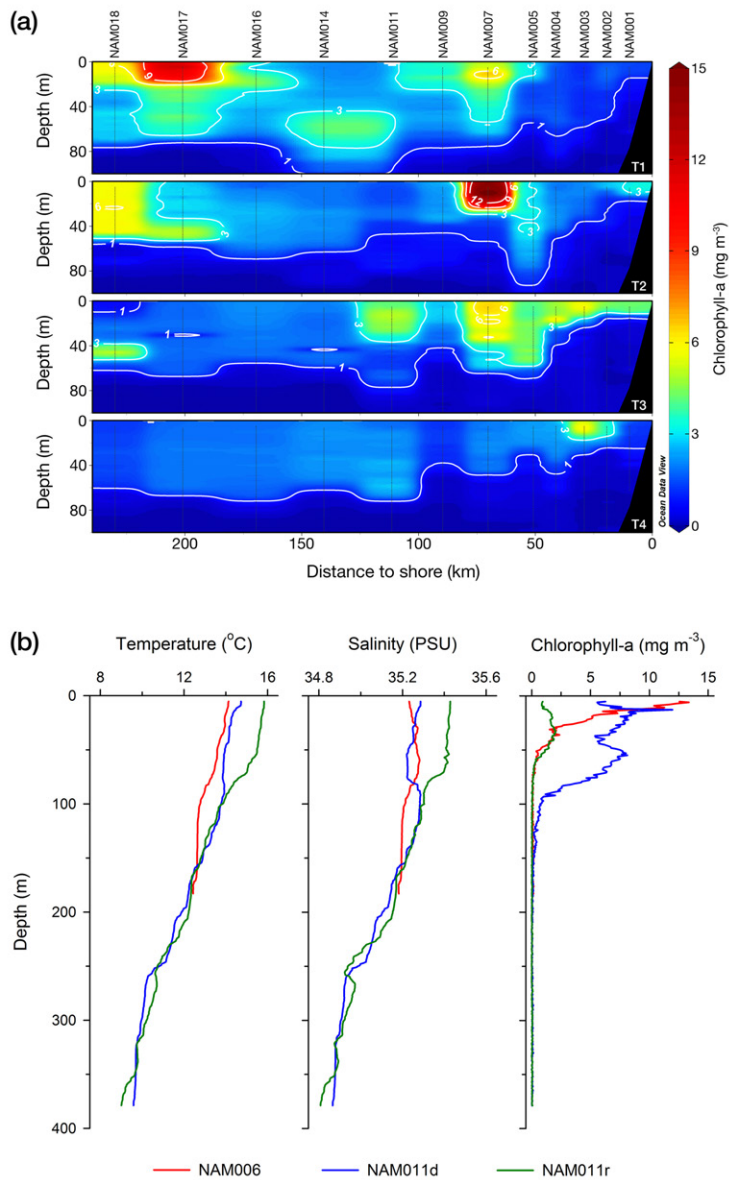 (a)
NAM018 NAM017 NAM016 NAM014 NAM011 NAM009 NAM007 NAM005 NAM004 NAM003 NAM002 NAM001
Depth (m)
0
40
80
9
3
3
1
6
1
T1
Depth (m)
0
40
80
6
1
12
3
3
3
T2
Depth (m)
0
40
80
1
3
1
1
3
1
3
T3
Depth (m)
0
40
80
3
1
T4
Ocean Data View
200 150 100 50 0
Distance to shore (km)
15
12
9
6
3
0
Chlorophyll-a (mg m-3)
(b)
Temperature (oC) Salinity (PSU) Chlorophyll-a (mg m-3)
8 12 16 34.8 35.2 35.6 0 5 10 15
0
100
200
300
400
Depth (m)
NAM006 NAM011d NAM011r